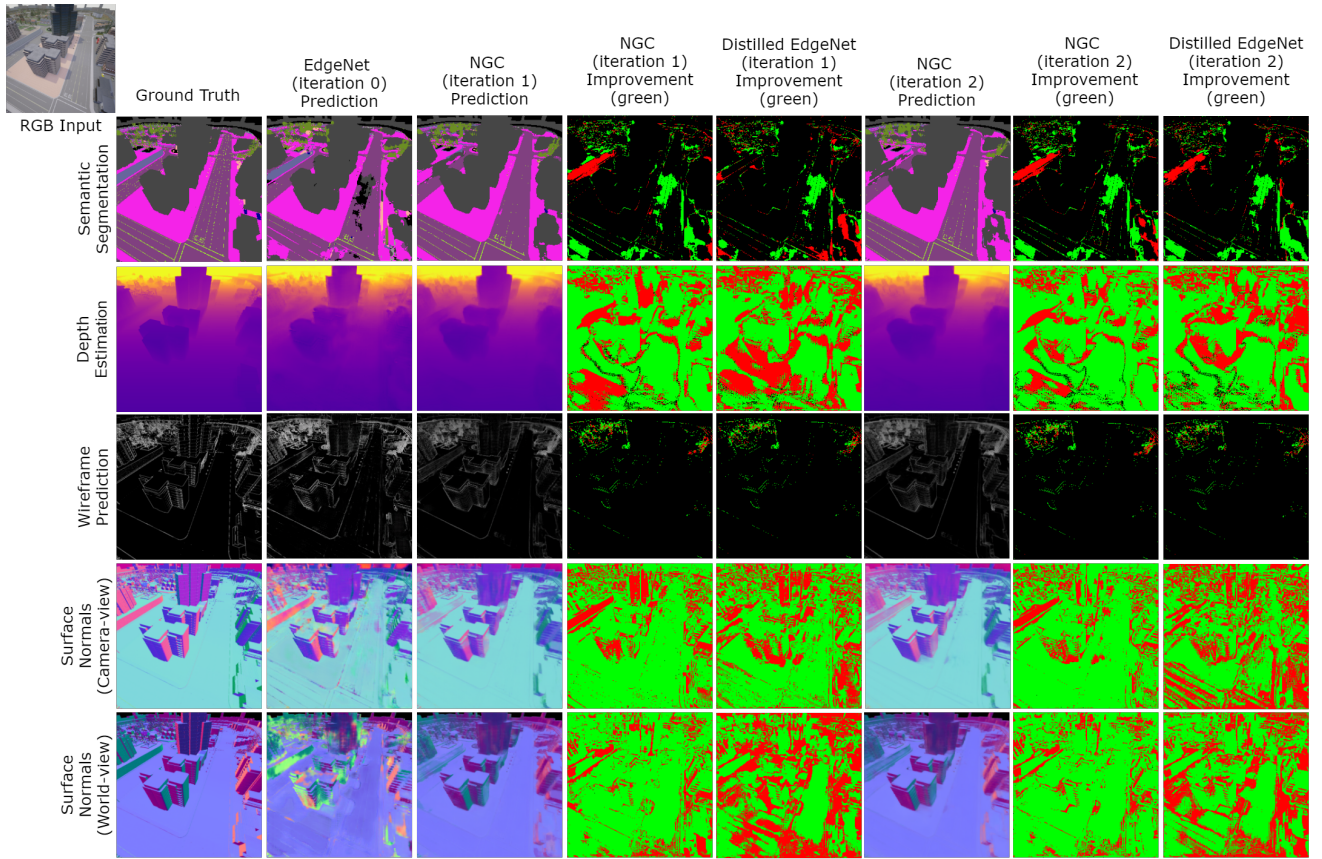 RGB Input
Ground Truth
EdgeNet
(iteration 0)
Prediction
NGC
(iteration 1)
Prediction
NGC
(iteration 1)
Improvement
(green)
Distilled EdgeNet
(iteration 1)
Improvement
(green)
NGC
(iteration 2)
Prediction
NGC
(iteration 2)
Improvement
(green)
Distilled EdgeNet
(iteration 2)
Improvement
(green)
Semantic
Segmentation
Depth
Estimation
Wireframe
Prediction
Surface
Normals
(Camera-view)
Surface
Normals
(World-view)